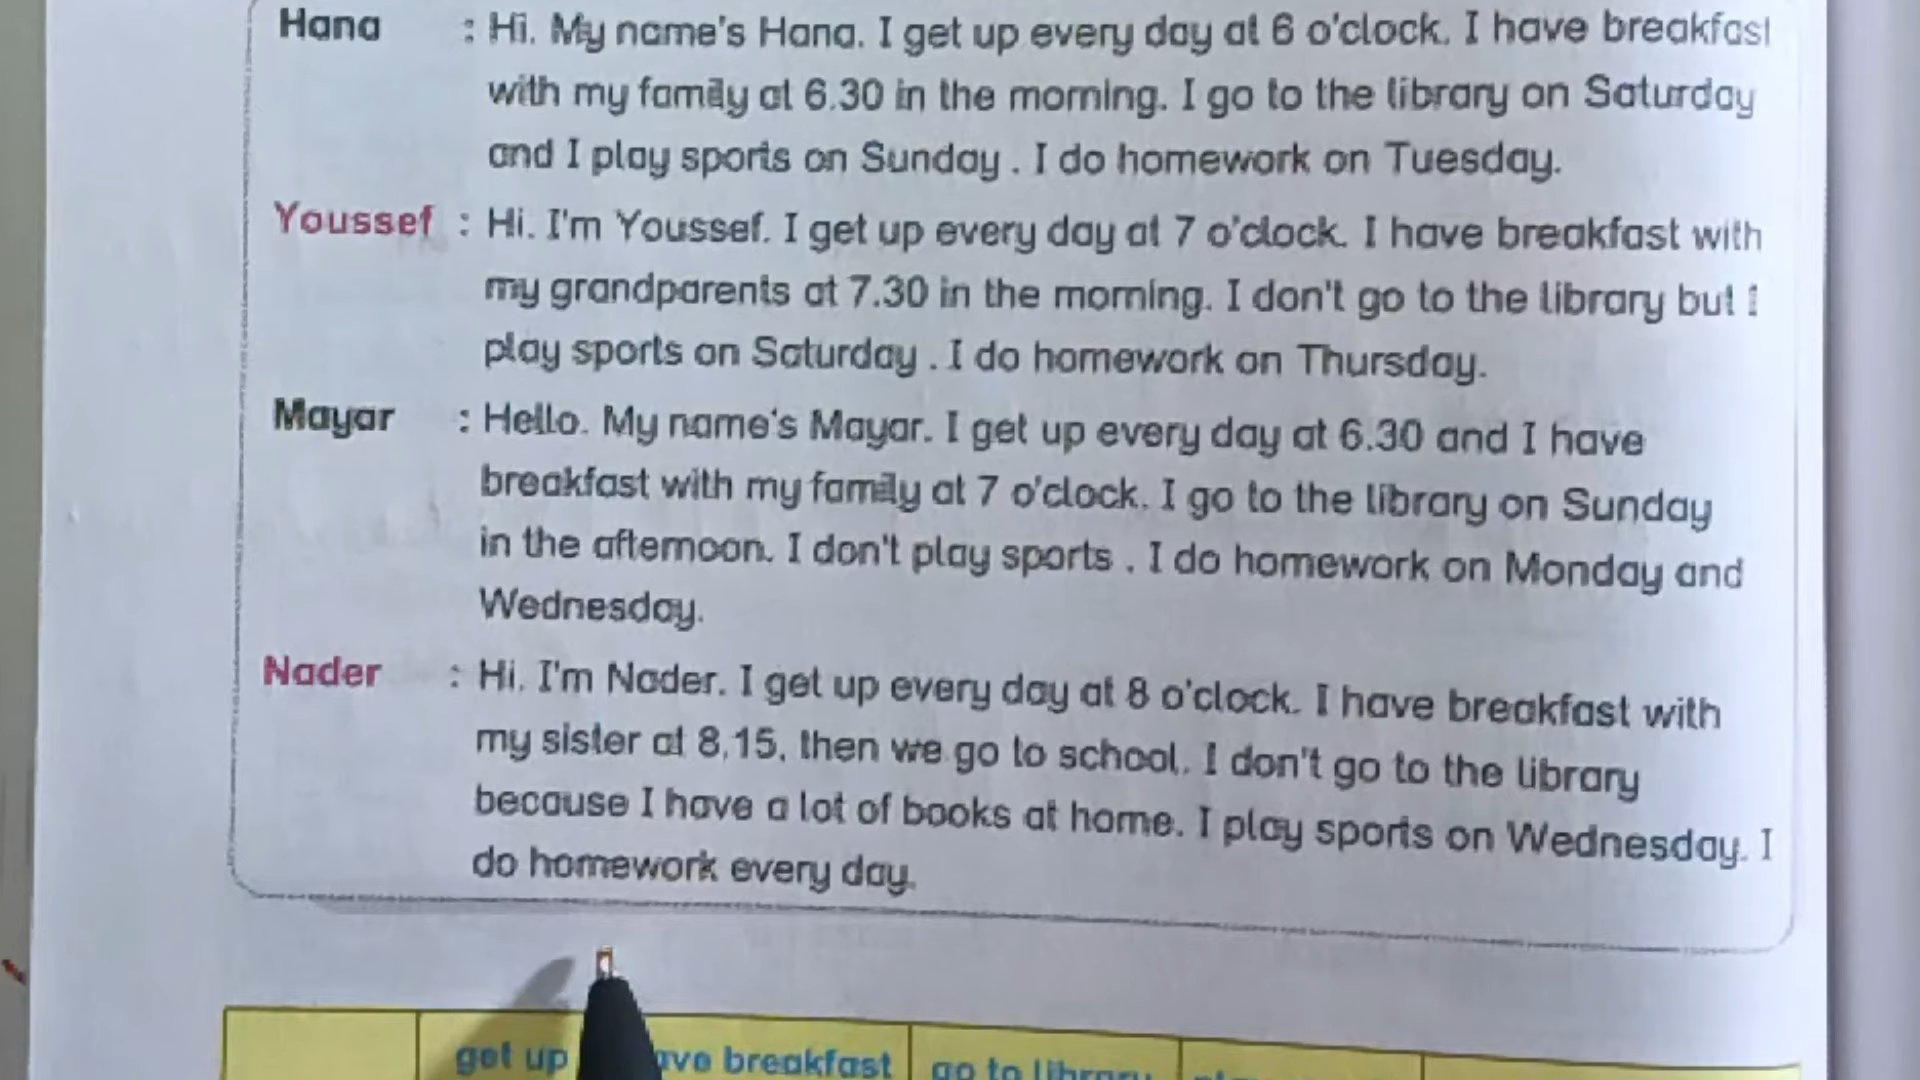 Hana : Hi. My name's Hana. I get up every day at 6 o'clock. I have breakfast
with my family at 6.30 in the morning. I go to the library on Saturday
and I play sports on Sunday . I do homework on Tuesday.
Youssef : Hi. I'm Youssef. I get up every day at 7 o'clock. I have breakfast with
my grandparents at 7.30 in the morning. I don't go to the library but I
play sports on Saturday . I do homework on Thursday.
Mayar : Hello. My name's Mayar. I get up every day at 6.30 and I have
breakfast with my family at 7 o'clock. I go to the library on Sunday
in the afternoon. I don't play sports . I do homework on Monday and
Wednesday.
Nader : Hi. I'm Nader. I get up every day at 8 o'clock. I have breakfast with
my sister at 8.15, then we go to school. I don't go to the library
because I have a lot of books at home. I play sports on Wednesday. I
do homework every day.
get up ave breakfast go to library